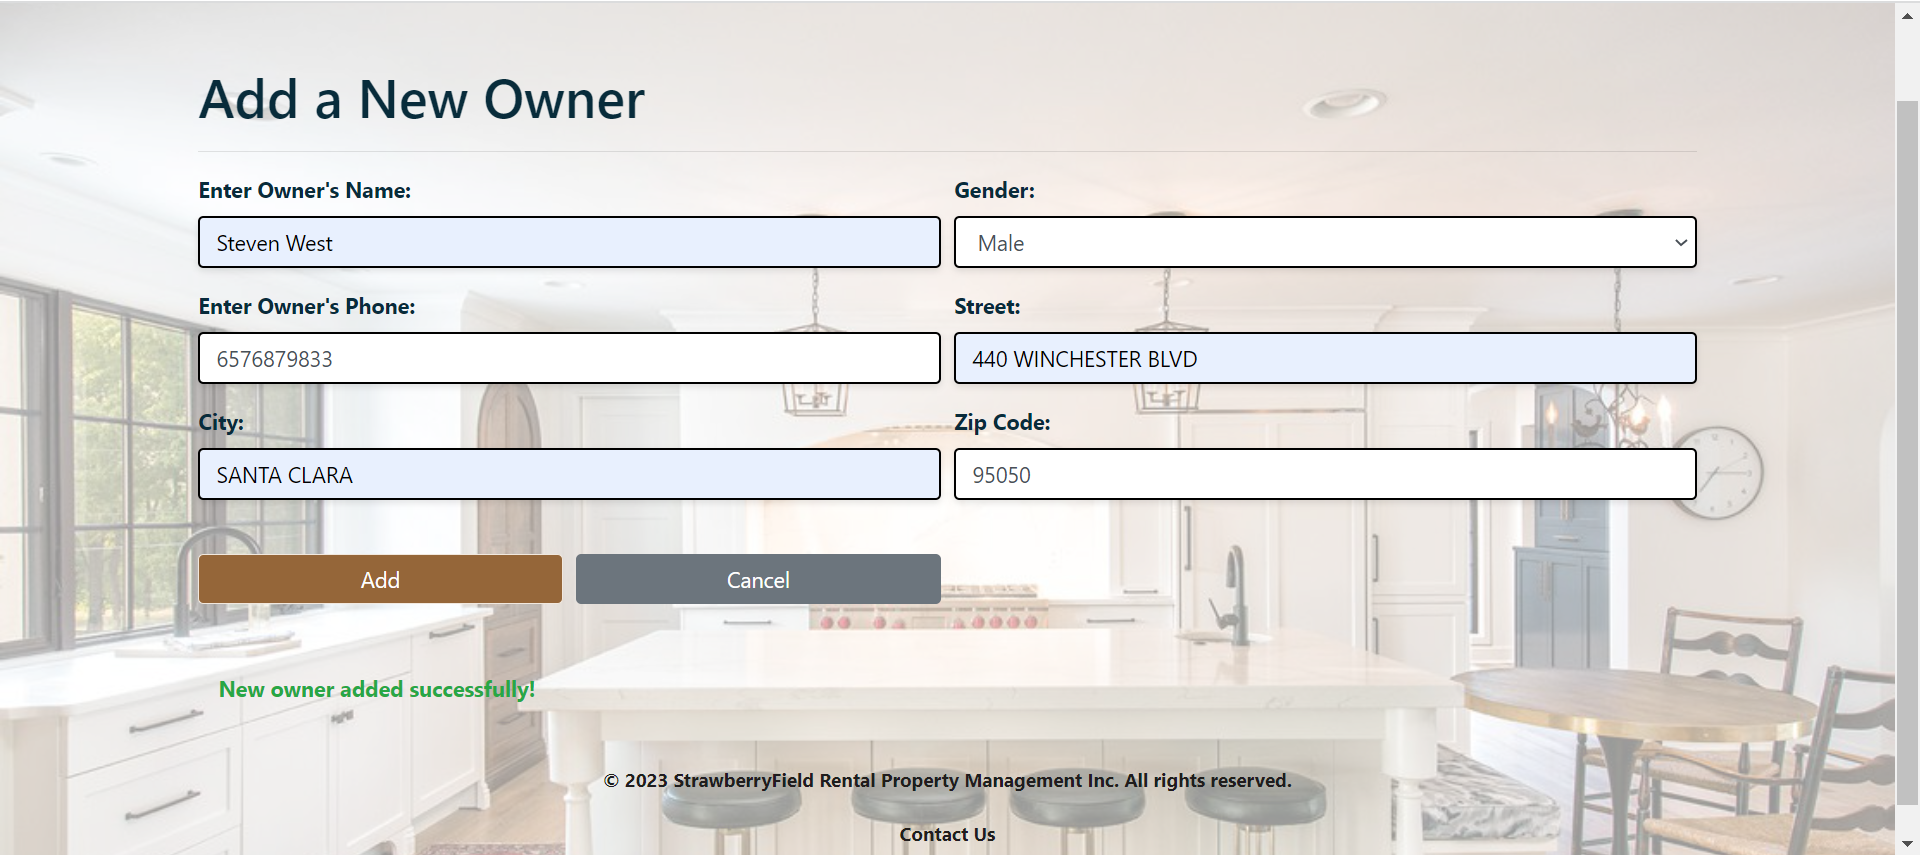 Add a New Owner
Enter Owner's Name:
Gender:
Steven West
Male
Enter Owner's Phone:
Street:
6576879833
440 WINCHESTER BLVD
City:
Zip Code:
SANTA CLARA
95050
Add
Cancel
New owner added successfully!
© 2023 StrawberryField Rental Property Management Inc. All rights reserved.
Contact Us